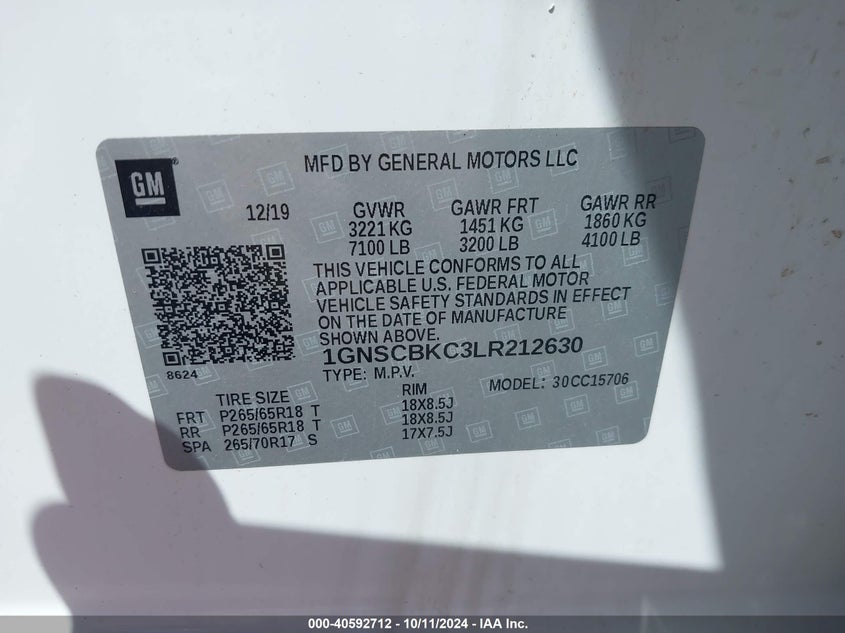 GM
MFD BY GENERAL MOTORS LLC
12/19 GVWR GAWR FRT GAWR RR
3221 KG 1451 KG 1860 KG
7100 LB 3200 LB 4100 LB
THIS VEHICLE CONFORMS TO ALL
APPLICABLE U.S. FEDERAL MOTOR
VEHICLE SAFETY STANDARDS IN EFFECT
ON THE DATE OF MANUFACTURE
SHOWN ABOVE.
8624
1GNSCBKC3LR212630
TYPE: M.P.V. MODEL: 30CC15706
TIRE SIZE RIM
FRT P265/65R18 T 18X8.5J
RR P265/65R18 T 18X8.5J
SPA 265/70R17 S 17X7.5J
000-40592712 - 10/11/2024 - IAA Inc.